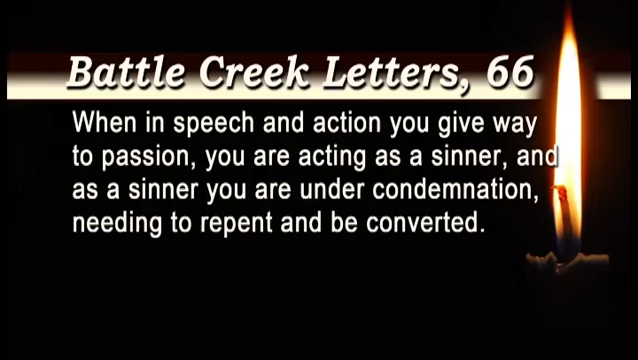 Battle Creek Letters, 66
When in speech and action you give way
to passion, you are acting as a sinner, and
as a sinner you are under condemnation,
needing to repent and be converted.